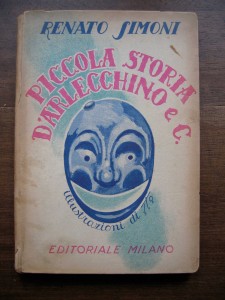 RENATO SIMONI
PICCOLA STORIA
D'ARLECCHINO e C.
illustrazioni di
EDITORIALE MILANO